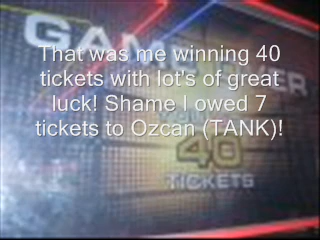 GAM
That was me winning 40
tickets with lot's of great
luck! Shame I owed 7
tickets to Ozcan (TANK)!
40
TICKETS